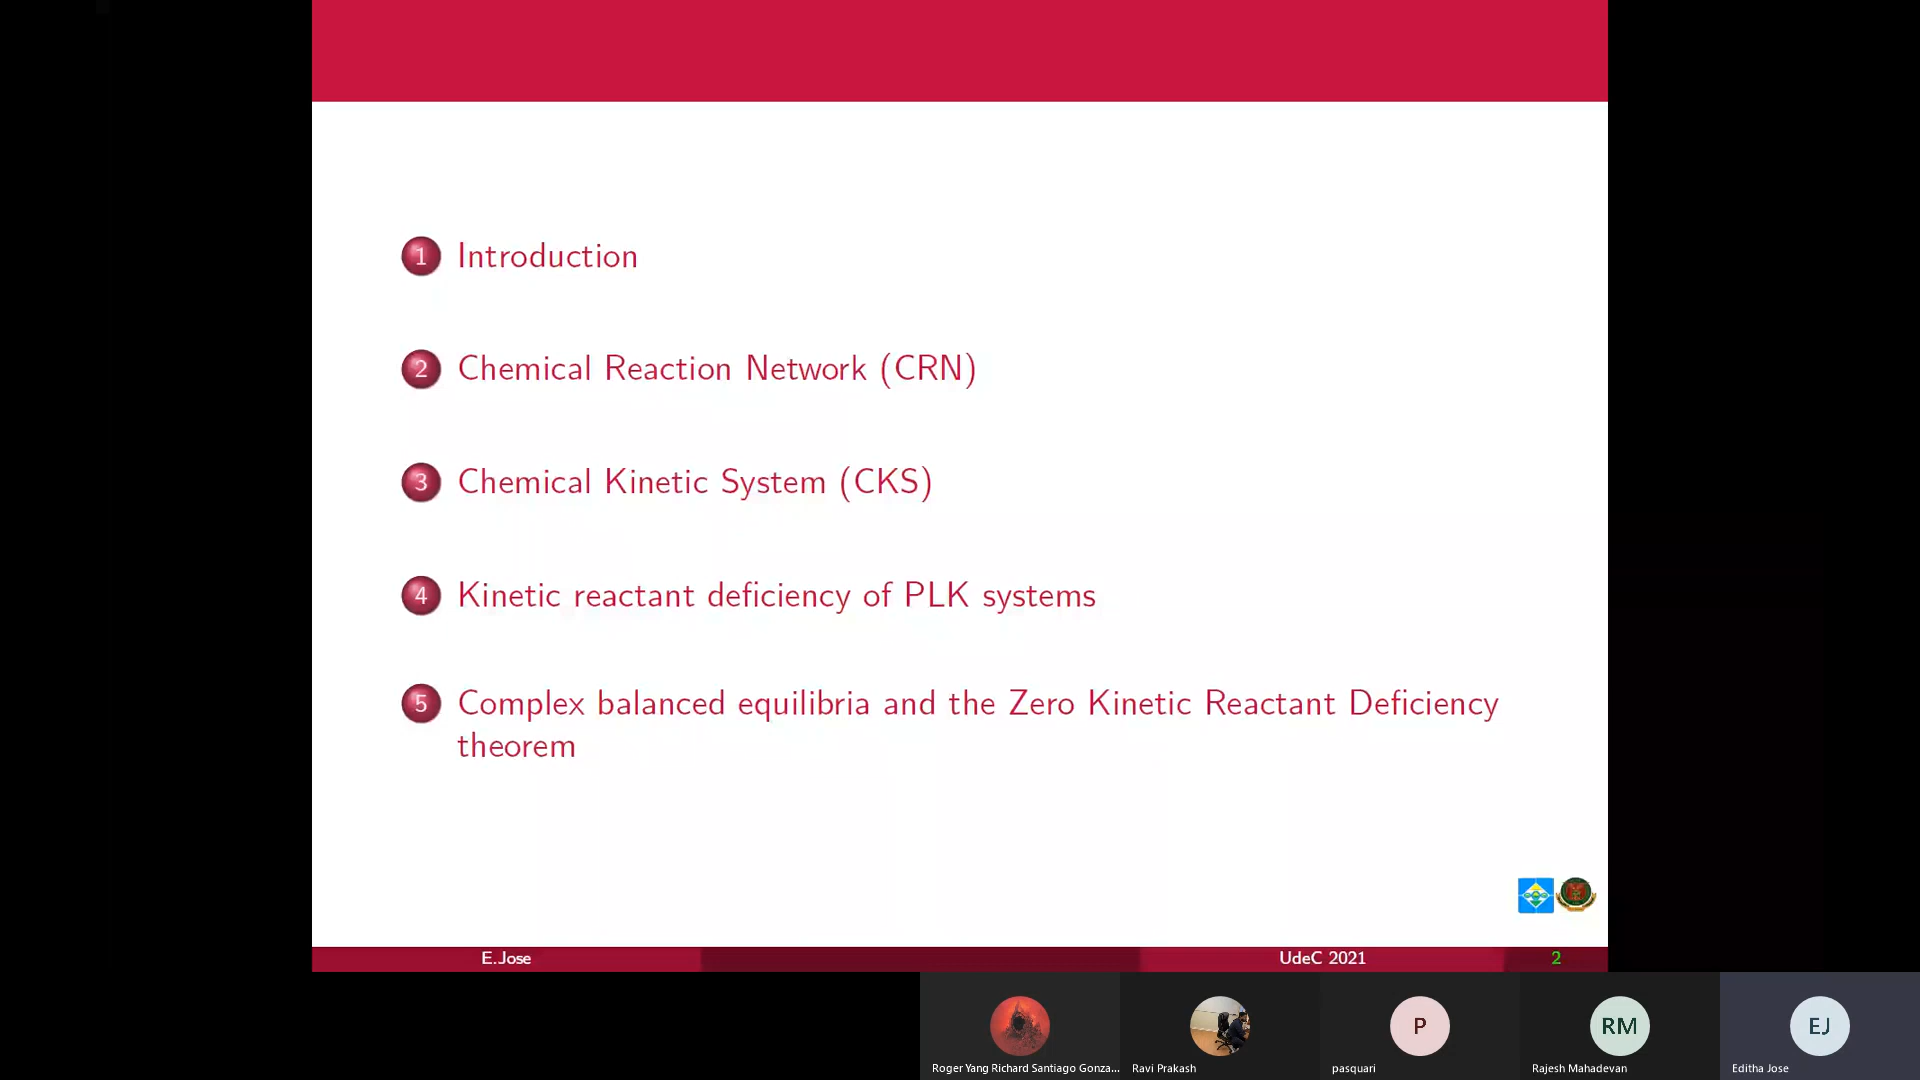 1 Introduction
2 Chemical Reaction Network (CRN)
3 Chemical Kinetic System (CKS)
4 Kinetic reactant deficiency of PLK systems
5 Complex balanced equilibria and the Zero Kinetic Reactant Deficiency
theorem
E.Jose UdeC 2021 2
P RM EJ
Roger Yang Richard Santiago Gonza... Ravi Prakash pasquari Rajesh Mahadevan Editha Jose